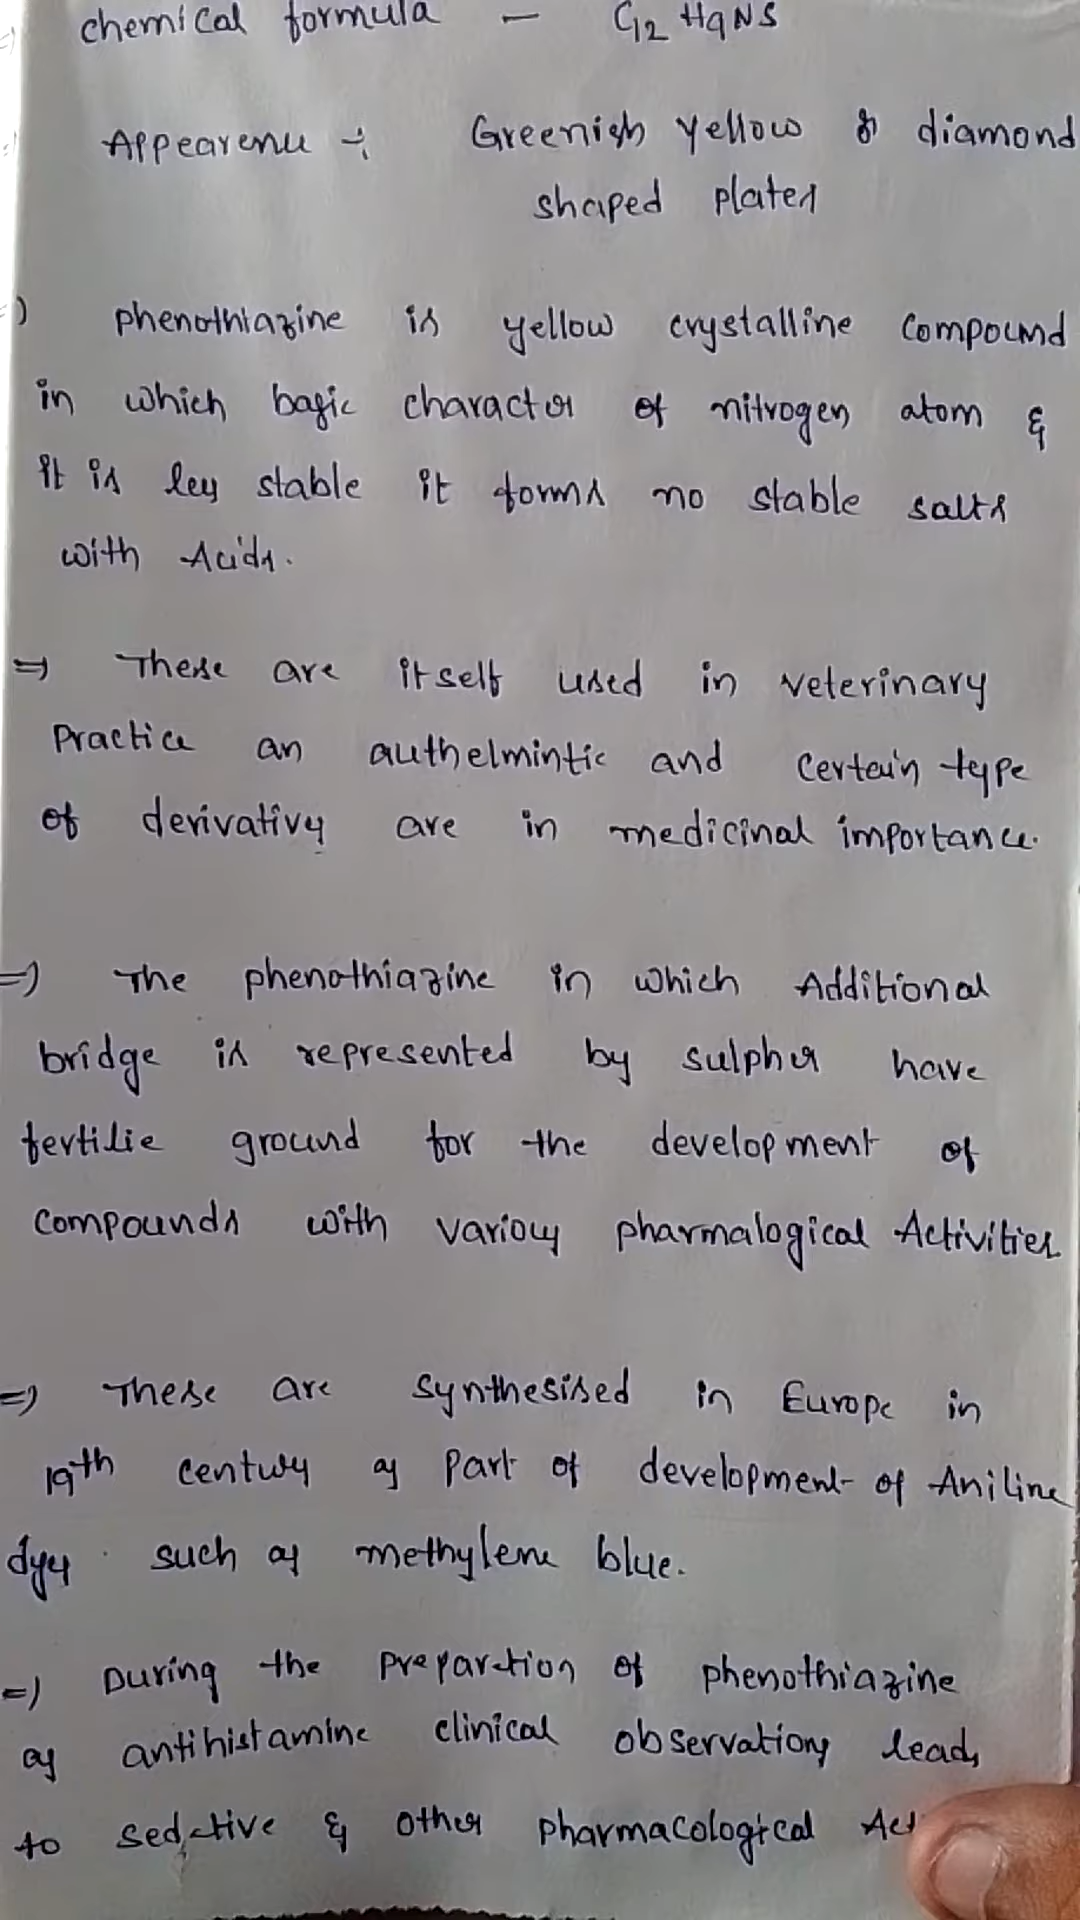 chemical formula - C12 H9NS
Appearence ÷ Greenish yellow & diamond
shaped plates
=) phenothiazine is yellow crystalline compound
in which basic character of nitrogen atom &
it is less stable it forms no stable salts
with Acids.
=) These are itself used in veterinary
Practice an authelmintic and certain type
of derivatives are in medicinal importance.
=) The phenothiazine in which Additional
bridge is represented by sulpher have
fertilie ground for the development of
compounds with various pharmalogical Activities
=) These are synthesised in Europe in
19th century as part of development of Aniline
dyes such as methylene blue.
=) During the preparation of phenothiazine
as antihistamine clinical observations leads
to sedative & other pharmacological